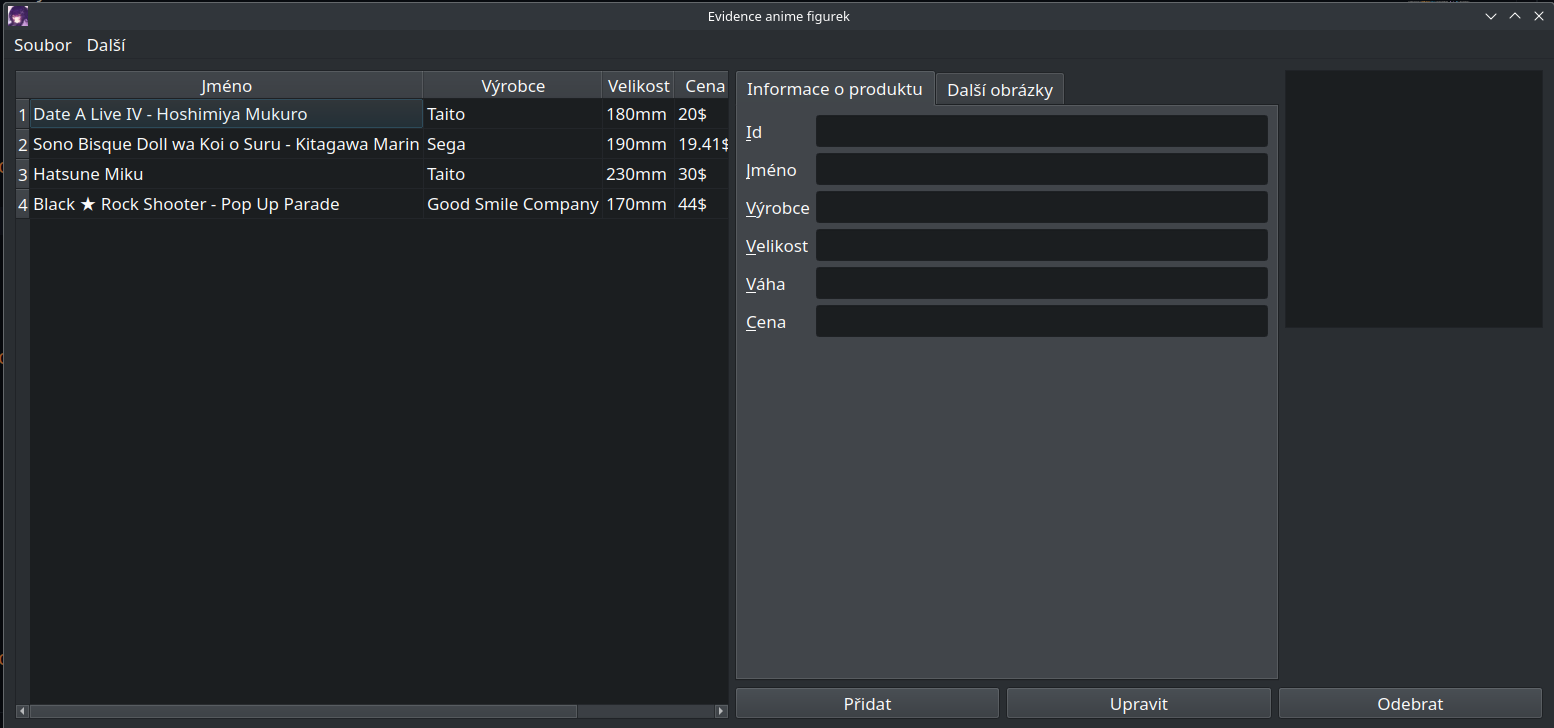 Evidence anime figurek
Soubor Další
Jméno Výrobce Velikost Cena
1 Date A Live IV - Hoshimiya Mukuro Taito 180mm 20$
2 Sono Bisque Doll wa Koi o Suru - Kitagawa Marin Sega 190mm 19.41$
3 Hatsune Miku Taito 230mm 30$
4 Black ★ Rock Shooter - Pop Up Parade Good Smile Company 170mm 44$
Informace o produktu Další obrázky
Id
Jméno
Výrobce
Velikost
Váha
Cena
Přidat Upravit Odebrat